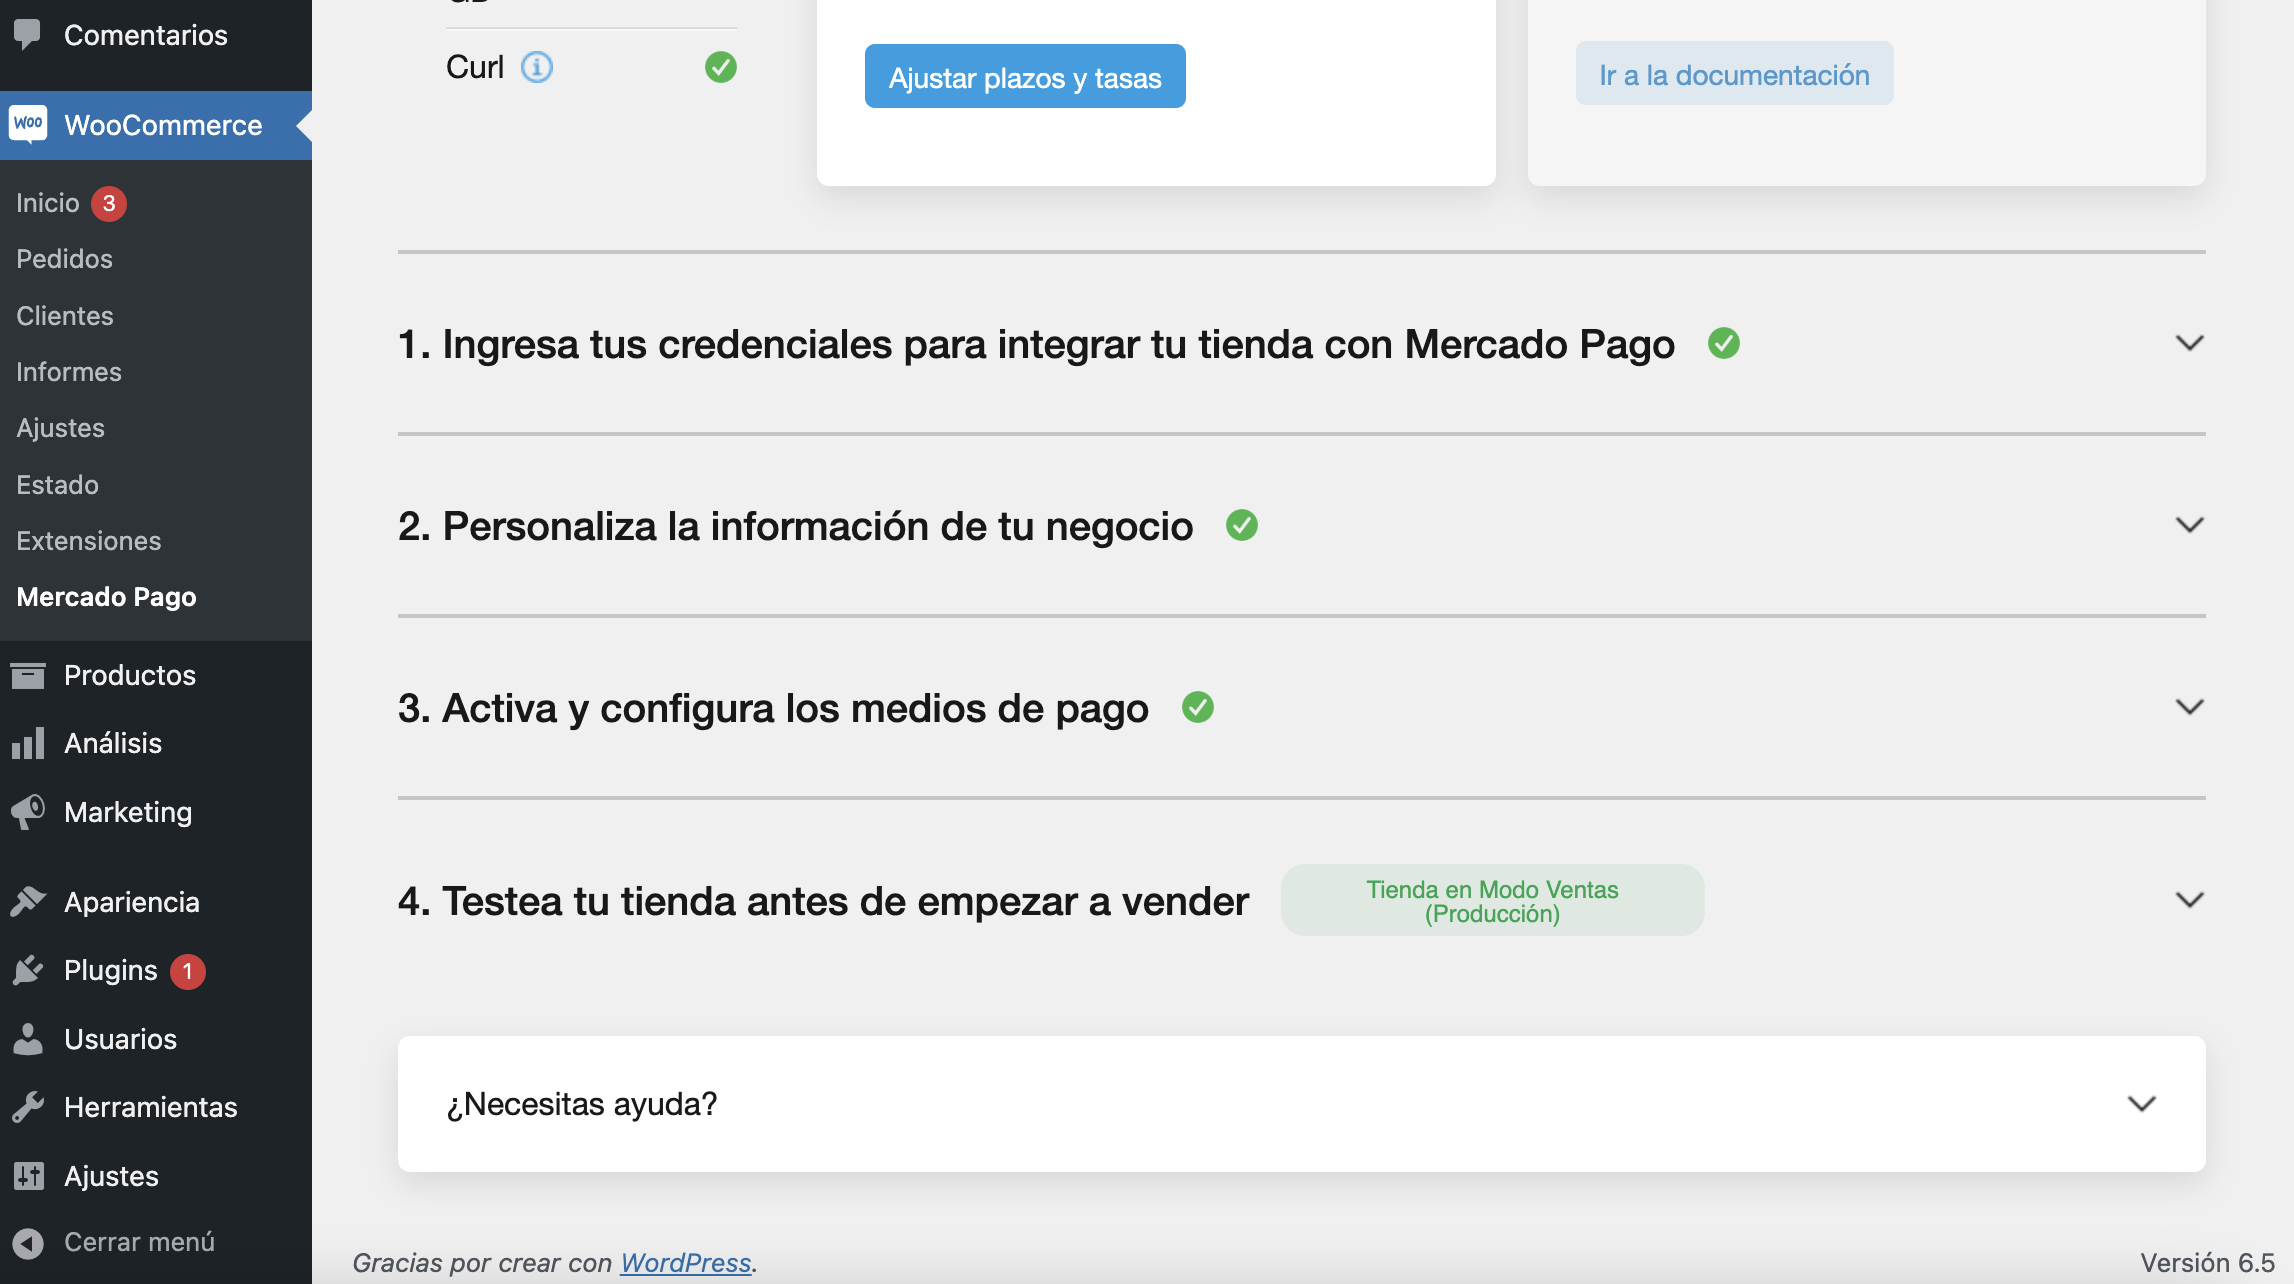 Comentarios
WooCommerce
Inicio 3
Pedidos
Clientes
Informes
Ajustes
Estado
Extensiones
Mercado Pago
Productos
Análisis
Marketing
Apariencia
Plugins 1
Usuarios
Herramientas
Ajustes
Cerrar menú
Curl
Ajustar plazos y tasas
Ir a la documentación
1. Ingresa tus credenciales para integrar tu tienda con Mercado Pago
2. Personaliza la información de tu negocio
3. Activa y configura los medios de pago
4. Testea tu tienda antes de empezar a vender
Tienda en Modo Ventas
(Producción)
¿Necesitas ayuda?
Gracias por crear con WordPress.
Versión 6.5